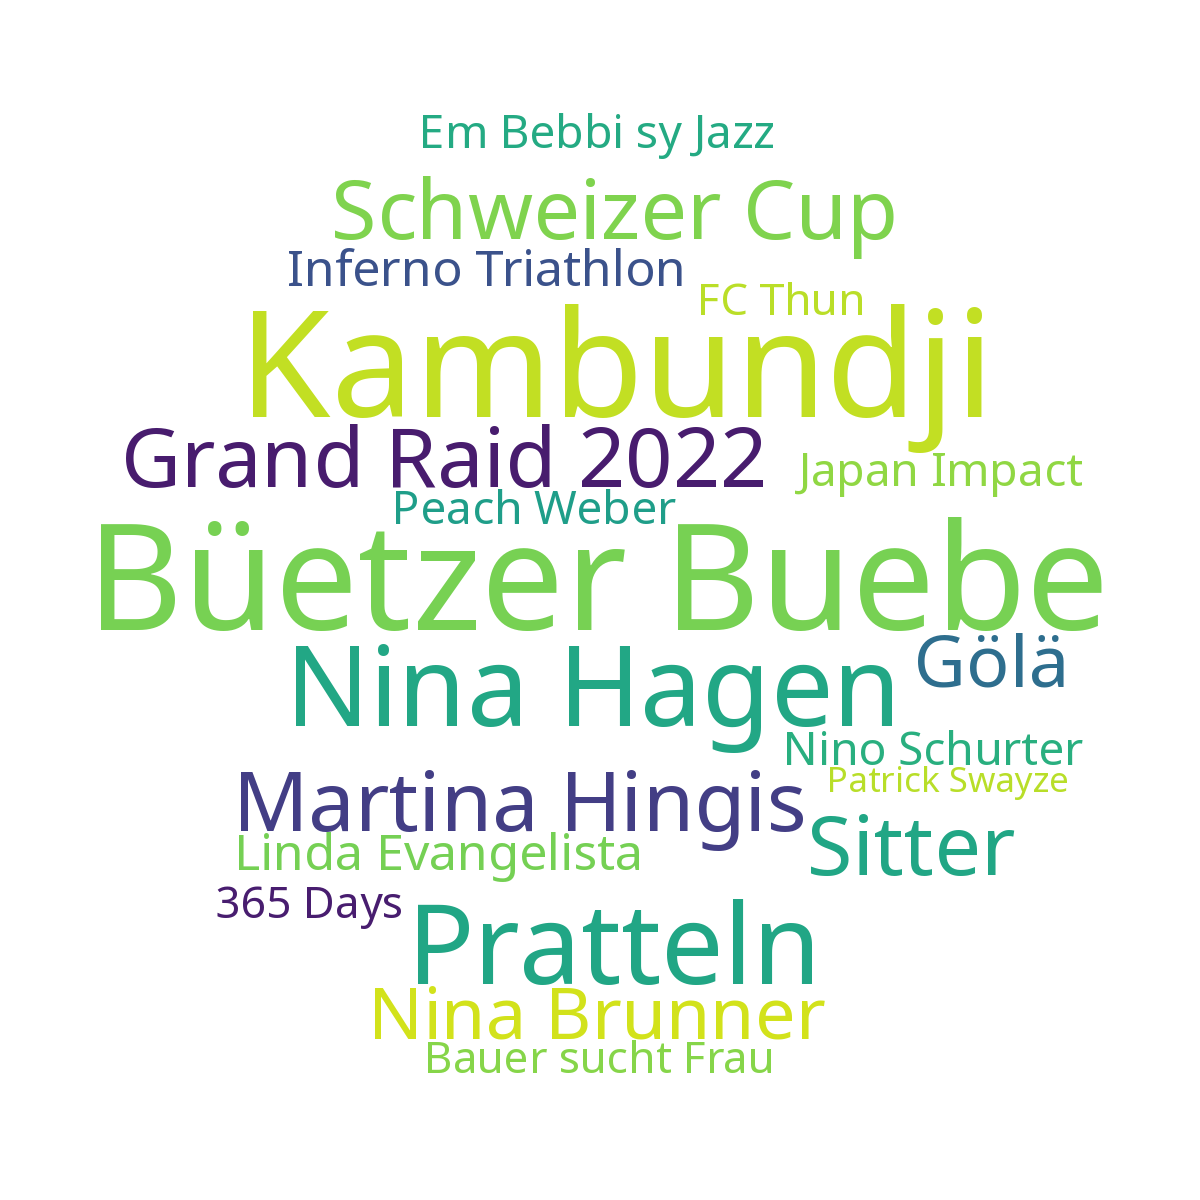 Em Bebbi sy Jazz
Schweizer Cup
Inferno Triathlon
FC Thun
Kambundji
Grand Raid 2022
Japan Impact
Peach Weber
Büetzer Buebe
Nina Hagen
Gölä
Nino Schurter
Patrick Swayze
Martina Hingis
Sitter
Linda Evangelista
365 Days
Pratteln
Nina Brunner
Bauer sucht Frau